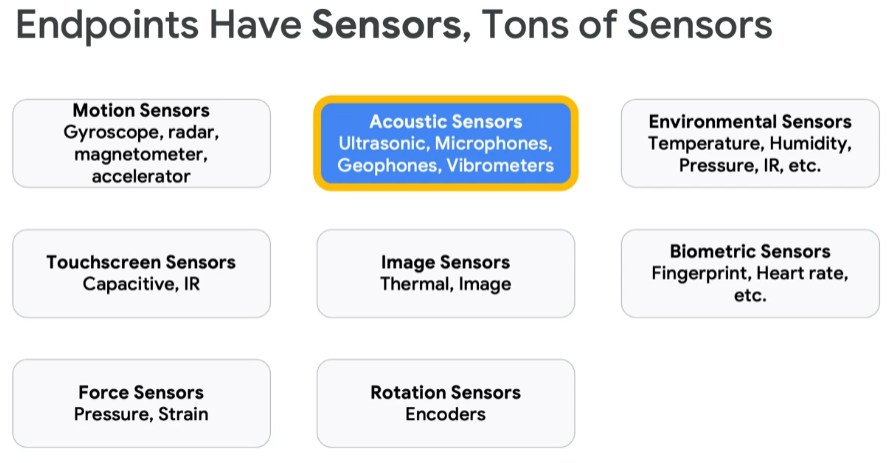 Endpoints Have Sensors, Tons of Sensors
Motion Sensors
Gyroscope, radar,
magnetometer,
accelerator
Acoustic Sensors
Ultrasonic, Microphones,
Geophones, Vibrometers
Environmental Sensors
Temperature, Humidity,
Pressure, IR, etc.
Touchscreen Sensors
Capacitive, IR
Image Sensors
Thermal, Image
Biometric Sensors
Fingerprint, Heart rate,
etc.
Force Sensors
Pressure, Strain
Rotation Sensors
Encoders